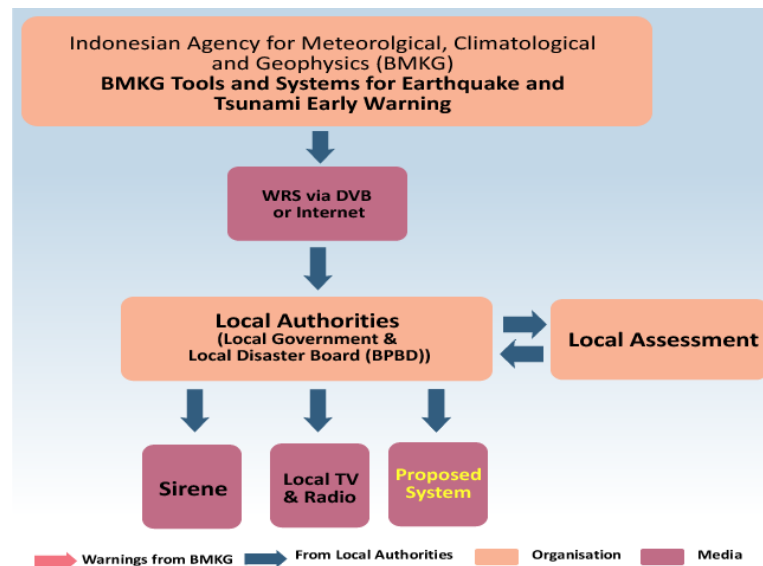 Indonesian Agency for Meteorolgical, Climatological
and Geophysics (BMKG)
BMKG Tools and Systems for Earthquake and
Tsunami Early Warning
WRS via DVB
or Internet
Local Authorities
(Local Government &
Local Disaster Board (BPBD))
Local Assessment
Sirene
Local TV
& Radio
Proposed
System
Warnings from BMKG
From Local Authorities
Organisation
Media